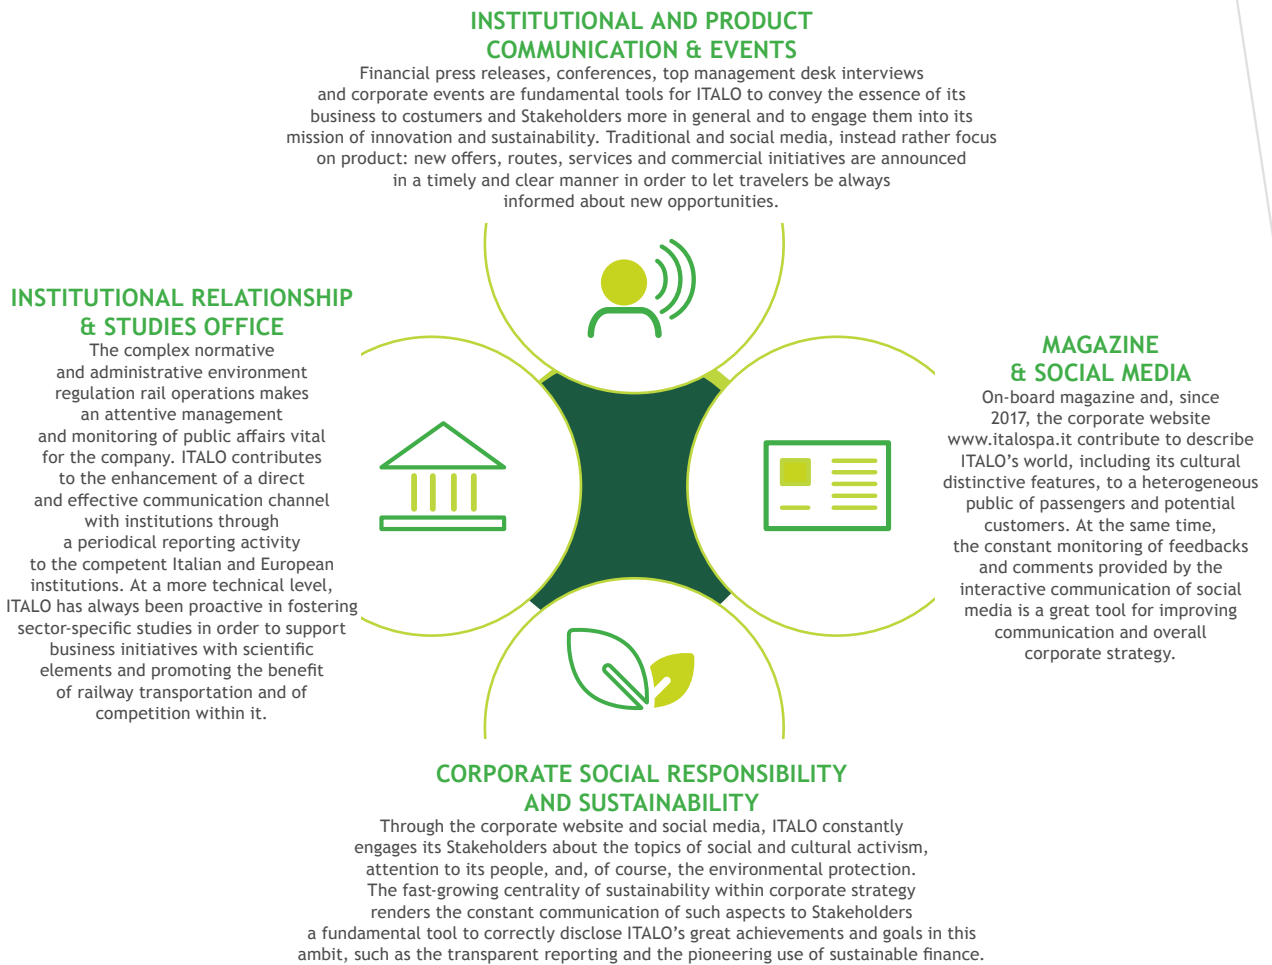 INSTITUTIONAL AND PRODUCT
COMMUNICATION & EVENTS
Financial press releases, conferences, top management desk interviews
and corporate events are fundamental tools for ITALO to convey the essence of its
business to costumers and Stakeholders more in general and to engage them into its
mission of innovation and sustainability. Traditional and social media, instead rather focus
on product: new offers, routes, services and commercial initiatives are announced
in a timely and clear manner in order to let travelers be always
informed about new opportunities.
INSTITUTIONAL RELATIONSHIP
& STUDIES OFFICE
The complex normative
and administrative environment
regulation rail operations makes
an attentive management
and monitoring of public affairs vital
for the company. ITALO contributes
to the enhancement of a direct
and effective communication channel
with institutions through
a periodical reporting activity
to the competent Italian and European
institutions. At a more technical level,
ITALO has always been proactive in fostering
sector-specific studies in order to support
business initiatives with scientific
elements and promoting the benefit
of railway transportation and of
competition within it.
MAGAZINE
& SOCIAL MEDIA
On-board magazine and, since
2017, the corporate website
www.italospa.it contribute to describe
ITALO's world, including its cultural
distinctive features, to a heterogeneous
public of passengers and potential
customers. At the same time,
the constant monitoring of feedbacks
and comments provided by the
interactive communication of social
media is a great tool for improving
communication and overall
corporate strategy.
CORPORATE SOCIAL RESPONSIBILITY
AND SUSTAINABILITY
Through the corporate website and social media, ITALO constantly
engages its Stakeholders about the topics of social and cultural activism,
attention to its people, and, of course, the environmental protection.
The fast-growing centrality of sustainability within corporate strategy
renders the constant communication of such aspects to Stakeholders
a fundamental tool to correctly disclose ITALO's great achievements and goals in this
ambit, such as the transparent reporting and the pioneering use of sustainable finance.